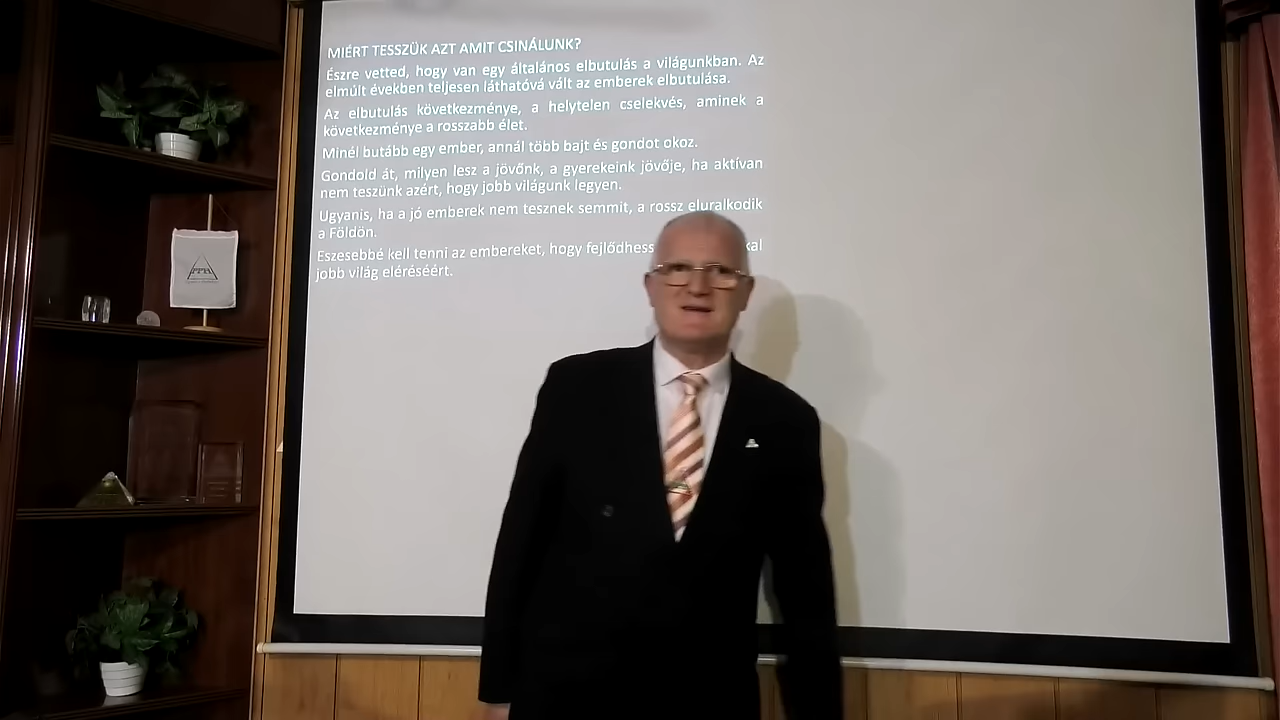 MIÉRT TESSZÜK AZT AMIT CSINÁLUNK?
Észre vetted, hogy van egy általános elbutulás a világunkban. Az
elmúlt években teljesen láthatóvá vált az emberek elbutulása.
Az elbutulás következménye, a helytelen cselekvés, aminek a
következménye a rosszabb élet.
Minél butább egy ember, annál több bajt és gondot okoz.
Gondold át, milyen lesz a jövőnk, a gyerekeink jövője, ha aktívan
nem teszünk azért, hogy jobb világunk legyen.
Ugyanis, ha a jó emberek nem tesznek semmit, a rossz eluralkodik
a Földön.
Eszesebbé kell tenni az embereket, hogy
jobb világ eléréséért.